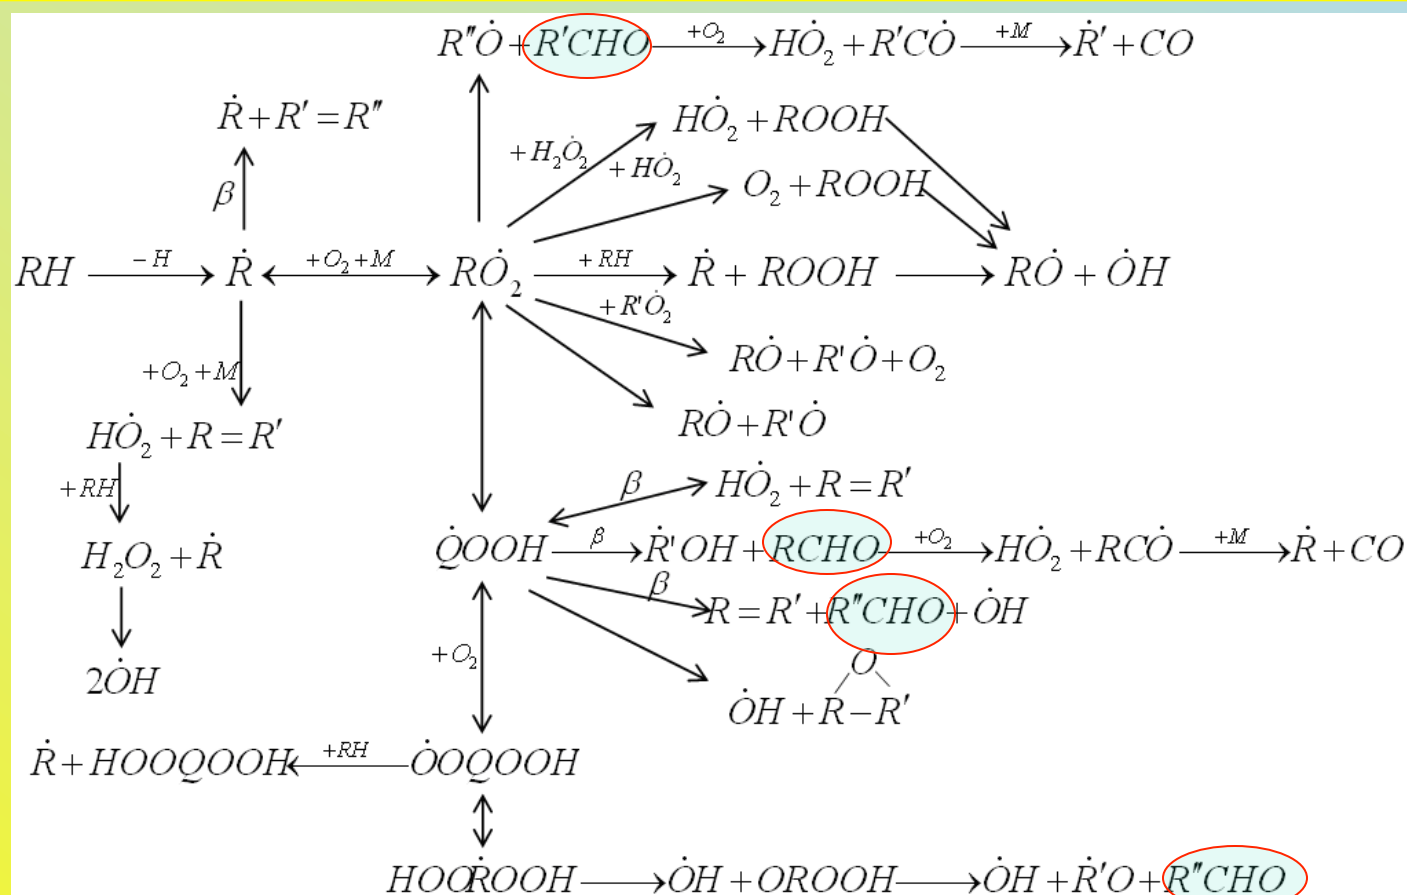 R″Ȯ + R′CHO +O₂ → HȮ₂ + R′CȮ +M → Ṙ′ + CO
Ṙ + R′ = R″
HȮ₂ + ROOH
+ H₂Ȯ₂
+ HȮ₂
β
O₂ + ROOH
RH − H → Ṙ ↔ +O₂ +M RȮ₂ + RH → Ṙ + ROOH → RȮ + ȮH
+ R'Ȯ₂
RȮ + R'Ȯ + O₂
+O₂ +M
RȮ + R'Ȯ
HȮ₂ + R = R′
β HȮ₂ + R = R′
+ RH
Q̇OOH β → Ṙ'OH + RCHO +O₂ → HȮ₂ + RCȮ +M → Ṙ + CO
H₂O₂ + Ṙ
β R = R′ + R″CHO + ȮH
+ O₂
O
2ȮH
ȮH + R − R′
Ṙ + HOOQOOH ← +RH ȮOQOOH
HOOṘOOH → ȮH + OROOH → ȮH + Ṙ′O + R″CHO